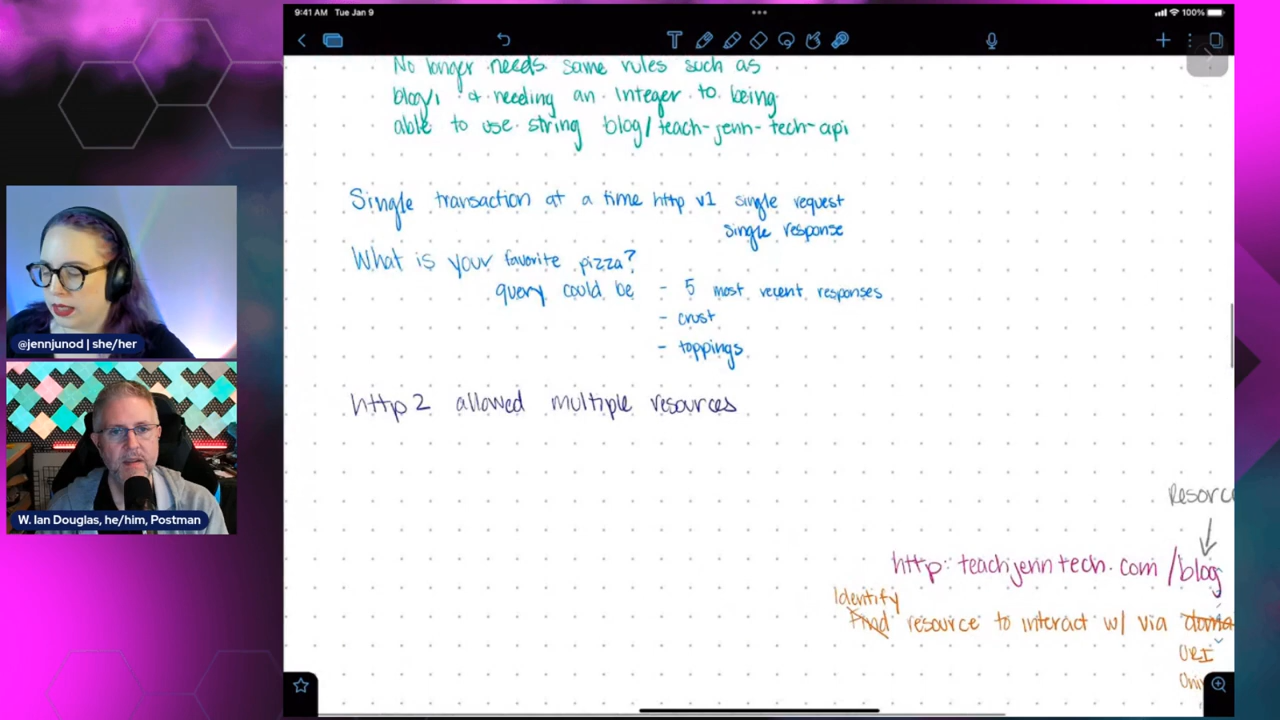 9:41 AM Tue Jan 9
100%
No longer needs same rules such as
blog/1 & needing an Integer to being
able to use string blog/teach-jenn-tech-api
Single transaction at a time http v1 single request
single response
What is your favorite pizza?
query could be - 5 most recent responses
- crust
- toppings
http2 allowed multiple resources
@jennjunod | she/her
W. Ian Douglas, he/him, Postman
Resorc
http: teachjenntech.com /blog
Identify
Find resource to interact w/ via doma
URI
Uni